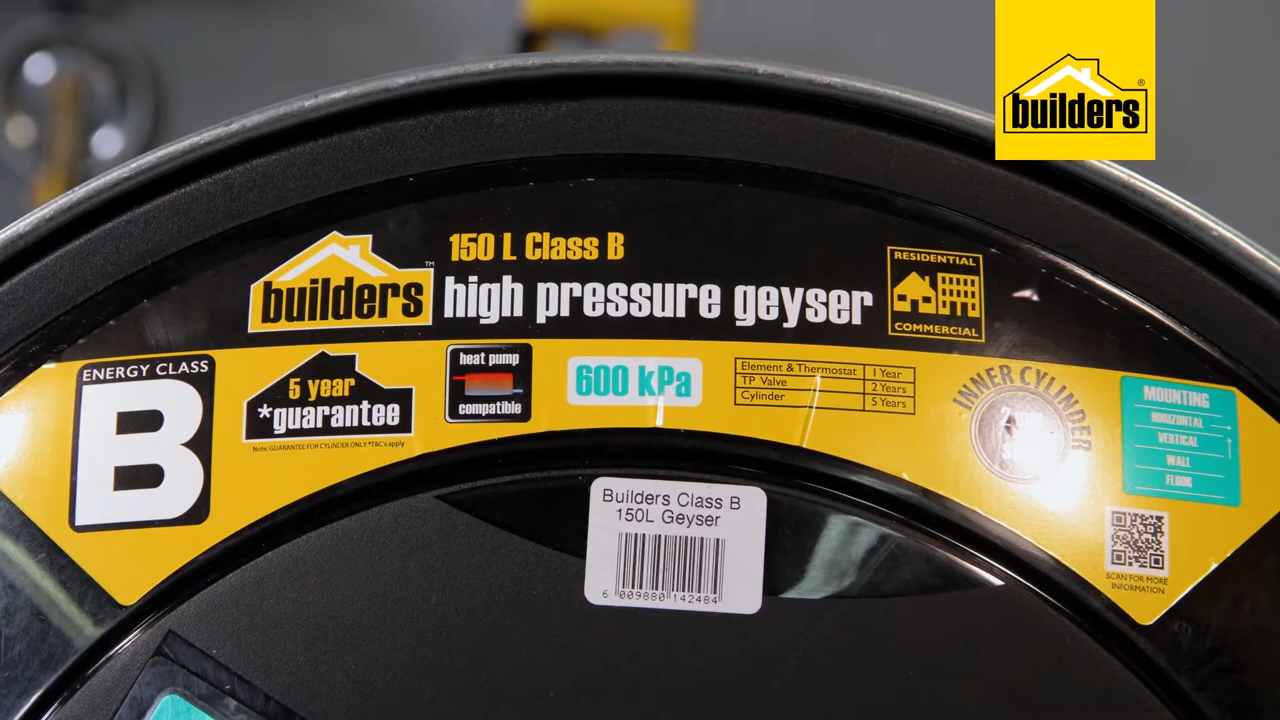 builders®
150 L Class B
builders™ high pressure geyser
RESIDENTIAL
COMMERCIAL
ENERGY CLASS
B
5 year
*guarantee
Note: GUARANTEE FOR CYLINDER ONLY *T&C's apply
heat pump
compatible
600 kPa
Element & Thermostat 1 Year
TP Valve 2 Years
Cylinder 5 Years
INNER CYLINDER
MOUNTING
HORIZONTAL
VERTICAL
WALL
FLOOR
SCAN FOR MORE
INFORMATION
Builders Class B
150L Geyser
6 009880 142484